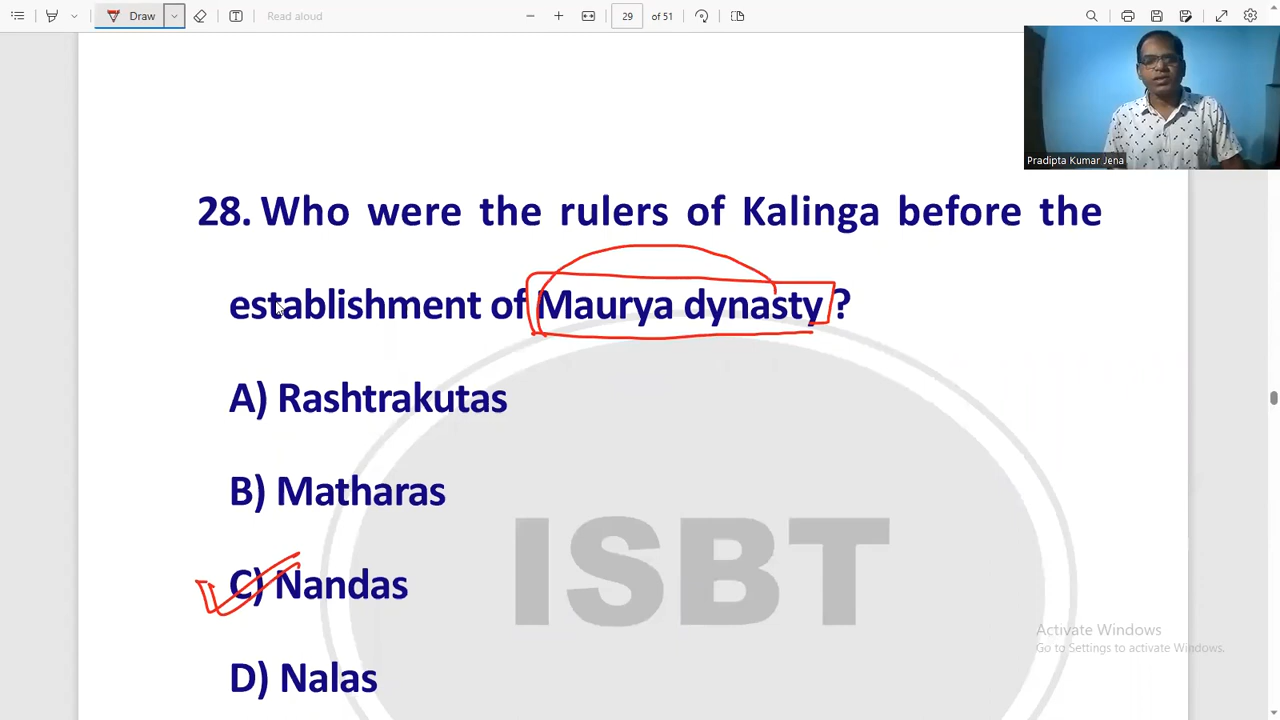 Draw
Read aloud
29 of 51
Pradipta Kumar Jena
28. Who were the rulers of Kalinga before the
establishment of Maurya dynasty ?
A) Rashtrakutas
B) Matharas
C) Nandas
D) Nalas
ISBT
Activate Windows
Go to Settings to activate Windows.